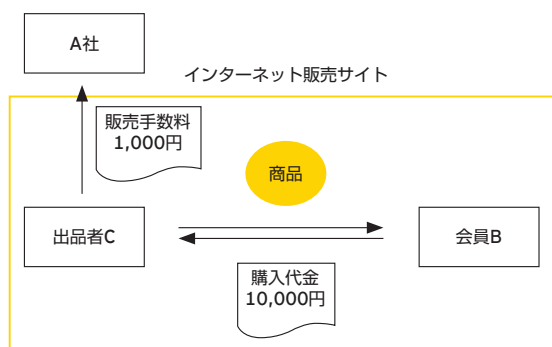 A社
インターネット販売サイト
販売手数料
1,000円
商品
出品者C
会員B
購入代金
10,000円